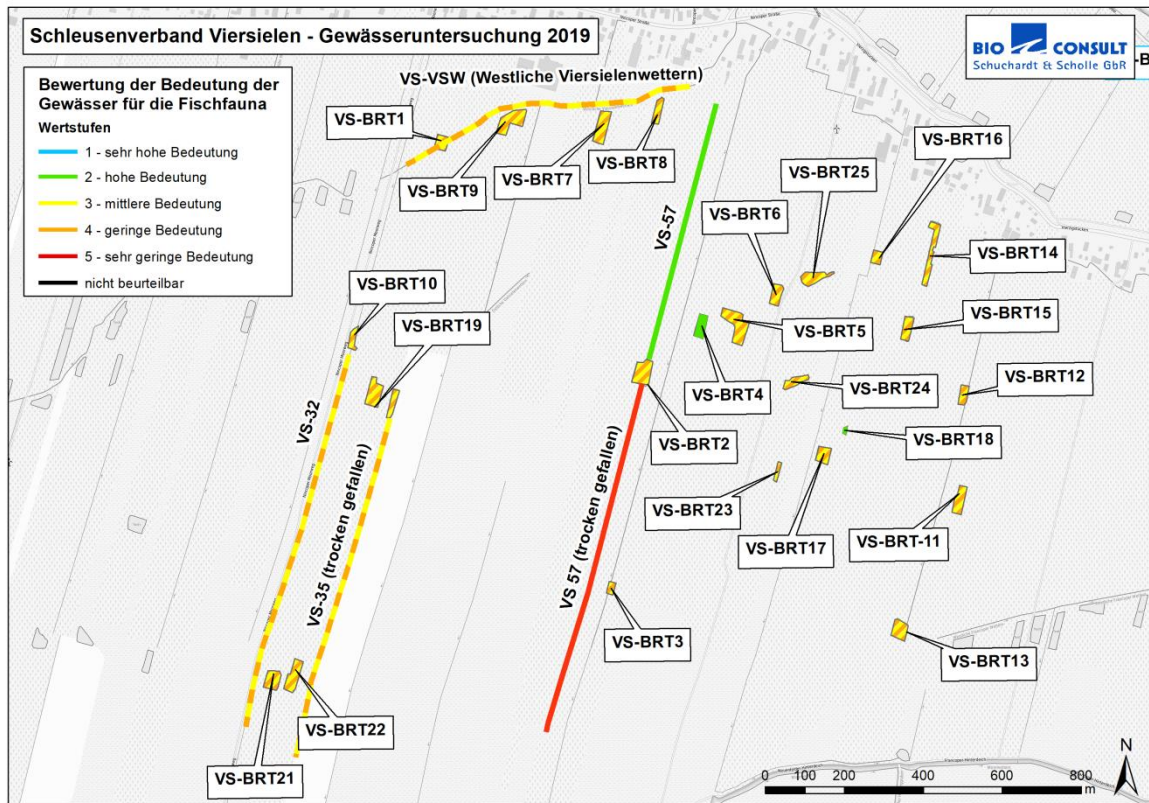 Schleusenverband Viersielen - Gewässeruntersuchung 2019
BIO CONSULT
Schuchardt & Scholle GbR
-B
Bewertung der Bedeutung der
Gewässer für die Fischfauna
Wertstufen
1 - sehr hohe Bedeutung
2 - hohe Bedeutung
3 - mittlere Bedeutung
4 - geringe Bedeutung
5 - sehr geringe Bedeutung
nicht beurteilbar
VS-VSW (Westliche Viersielenwettern)
VS-BRT1
VS-BRT9
VS-BRT7
VS-BRT8
VS-BRT16
VS-BRT25
VS-BRT6
VS-57
VS-BRT14
VS-BRT10
VS-BRT19
VS-BRT5
VS-BRT15
VS-BRT4
VS-BRT24
VS-BRT12
VS-32
VS-BRT2
VS-BRT18
VS-35 (trocken gefallen)
VS 57 (trocken gefallen)
VS-BRT23
VS-BRT17
VS-BRT-11
VS-BRT3
VS-BRT13
VS-BRT22
VS-BRT21
N
0 100 200 400 600 800
m